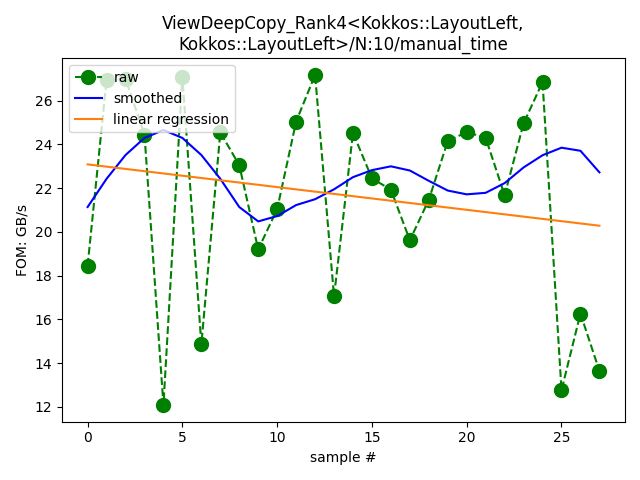 ViewDeepCopy_Rank4<Kokkos::LayoutLeft,
Kokkos::LayoutLeft>/N:10/manual_time
raw
smoothed
linear regression
FOM: GB/s
26
24
22
20
18
16
14
12
0
5
10
15
20
25
sample #